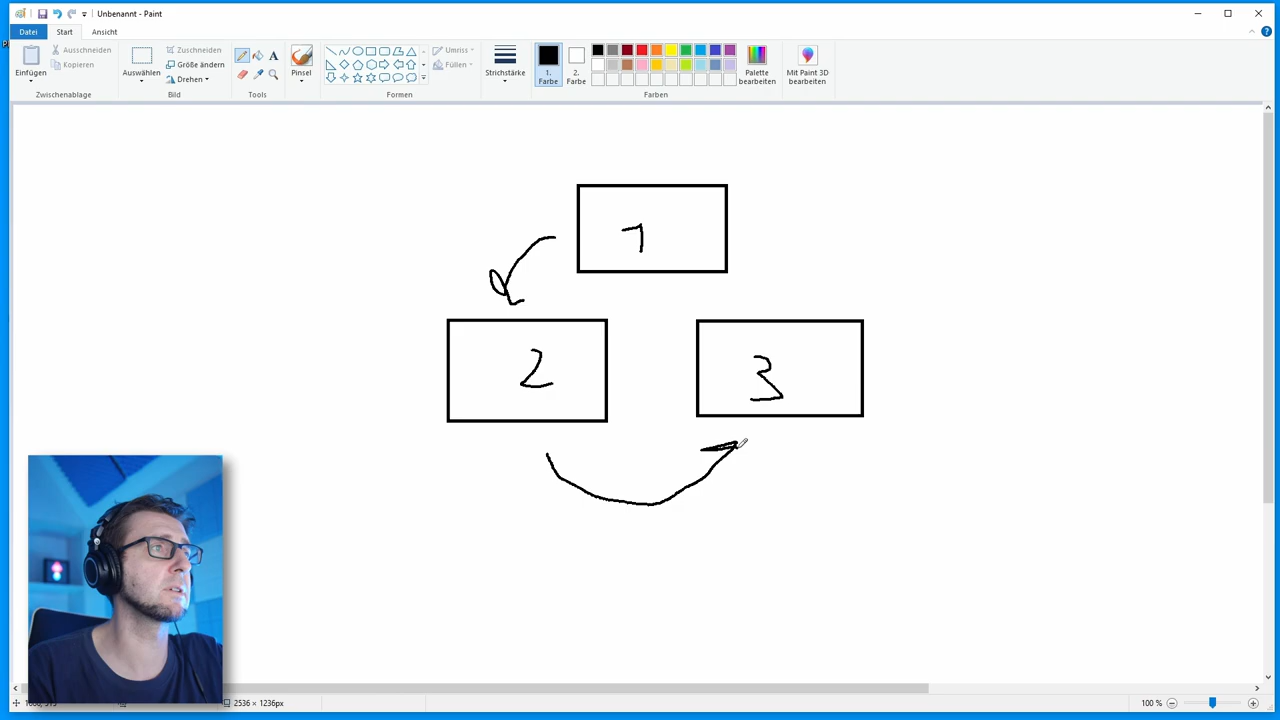 Unbenannt - Paint
Datei
Start
Ansicht
Einfügen
Ausschneiden
Kopieren
Zwischenablage
Auswählen
Zuschneiden
Größe ändern
Drehen
Bild
Tools
Pinsel
Formen
Umriss
Füllen
Strichstärke
1. Farbe
2. Farbe
Farben
Palette bearbeiten
Mit Paint 3D bearbeiten
1
2
3
2536 × 1236px
100 %